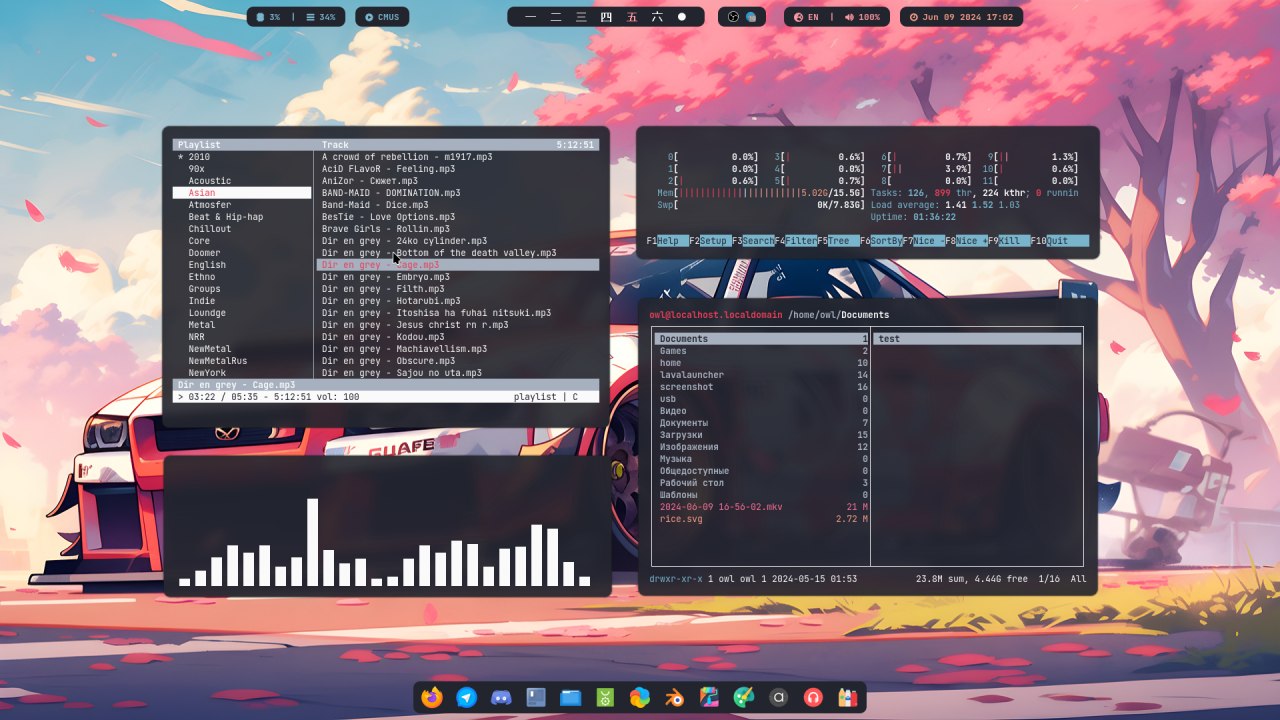 3% | 34%
CMUS
一 二 三 四 五 六
EN | 100%
Jun 09 2024 17:02
Playlist Track 5:12:51
* 2010 A crowd of rebellion - m1917.mp3
90x AciD FlavoR - Feeling.mp3
Acoustic AniZor - Сюжет.mp3
Asian BAND-MAID - DOMINATION.mp3
Atmosfer Band-Maid - Dice.mp3
Beat & Hip-hap BesTie - Love Options.mp3
Chillout Brave Girls - Rollin.mp3
Core Dir en grey - 24ko cylinder.mp3
Doomer Dir en grey - Bottom of the death valley.mp3
English Dir en grey - Cage.mp3
Ethno Dir en grey - Embryo.mp3
Groups Dir en grey - Filth.mp3
Indie Dir en grey - Hotarubi.mp3
Loundge Dir en grey - Itoshisa ha fuhai nitsuki.mp3
Metal Dir en grey - Jesus christ rn r.mp3
NRR Dir en grey - Kodou.mp3
NewMetal Dir en grey - Machiavellism.mp3
NewMetalRus Dir en grey - Obscure.mp3
NewYork Dir en grey - Sajou no uta.mp3
Dir en grey - Cage.mp3
> 03:22 / 05:35 - 5:12:51 vol: 100 playlist | C
0[ 0.0%] 3[| 0.6%] 6[| 0.7%] 9[|| 1.3%]
1[ 0.0%] 4[ 0.0%] 7[|| 3.9%] 10[| 0.6%]
2[| 0.6%] 5[| 0.7%] 8[ 0.0%] 11[ 0.0%]
Mem[|||||||||||||||||||||||5.02G/15.5G] Tasks: 126, 899 thr, 224 kthr; 0 runnin
Swp[ 0K/7.83G] Load average: 1.41 1.52 1.03
Uptime: 01:36:22
F1Help F2Setup F3SearchF4FilterF5Tree F6SortByF7Nice -F8Nice +F9Kill F10Quit
owl@localhost.localdomain /home/owl/Documents
Documents 1 test
Games 2
home 10
lavalauncher 14
screenshot 16
usb 0
Видео 0
Документы 7
Загрузки 15
Изображения 12
Музыка 0
Общедоступные 0
Рабочий стол 3
Шаблоны 0
2024-06-09 16-56-02.mkv 21 M
rice.svg 2.72 M
drwxr-xr-x 1 owl owl 1 2024-05-15 01:53 23.8M sum, 4.44G free 1/16 All